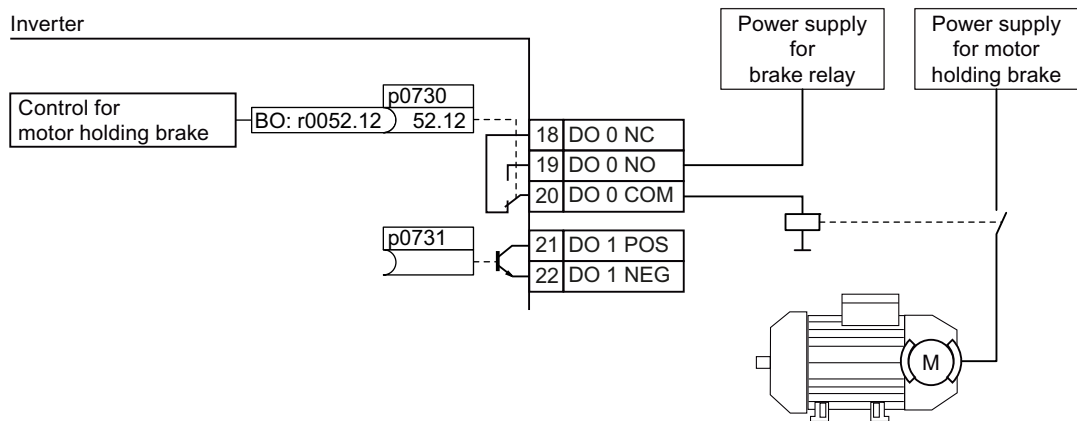 Inverter
Power supply
for
brake relay
Power supply
for motor
holding brake
Control for
motor holding brake
BO: r0052.12
p0730
52.12
18 DO 0 NC
19 DO 0 NO
20 DO 0 COM
p0731
21 DO 1 POS
22 DO 1 NEG
M